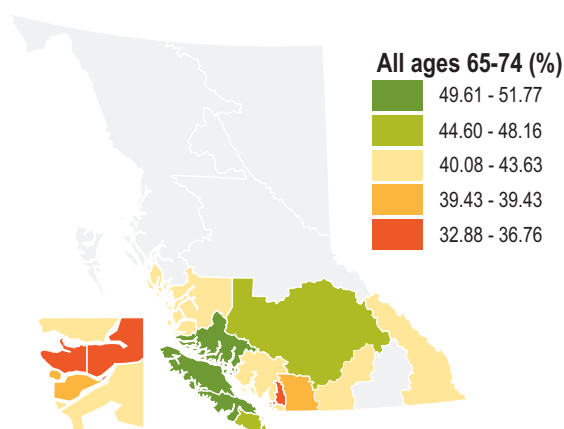 All ages 65-74 (%)
49.61 - 51.77
44.60 - 48.16
40.08 - 43.63
39.43 - 39.43
32.88 - 36.76